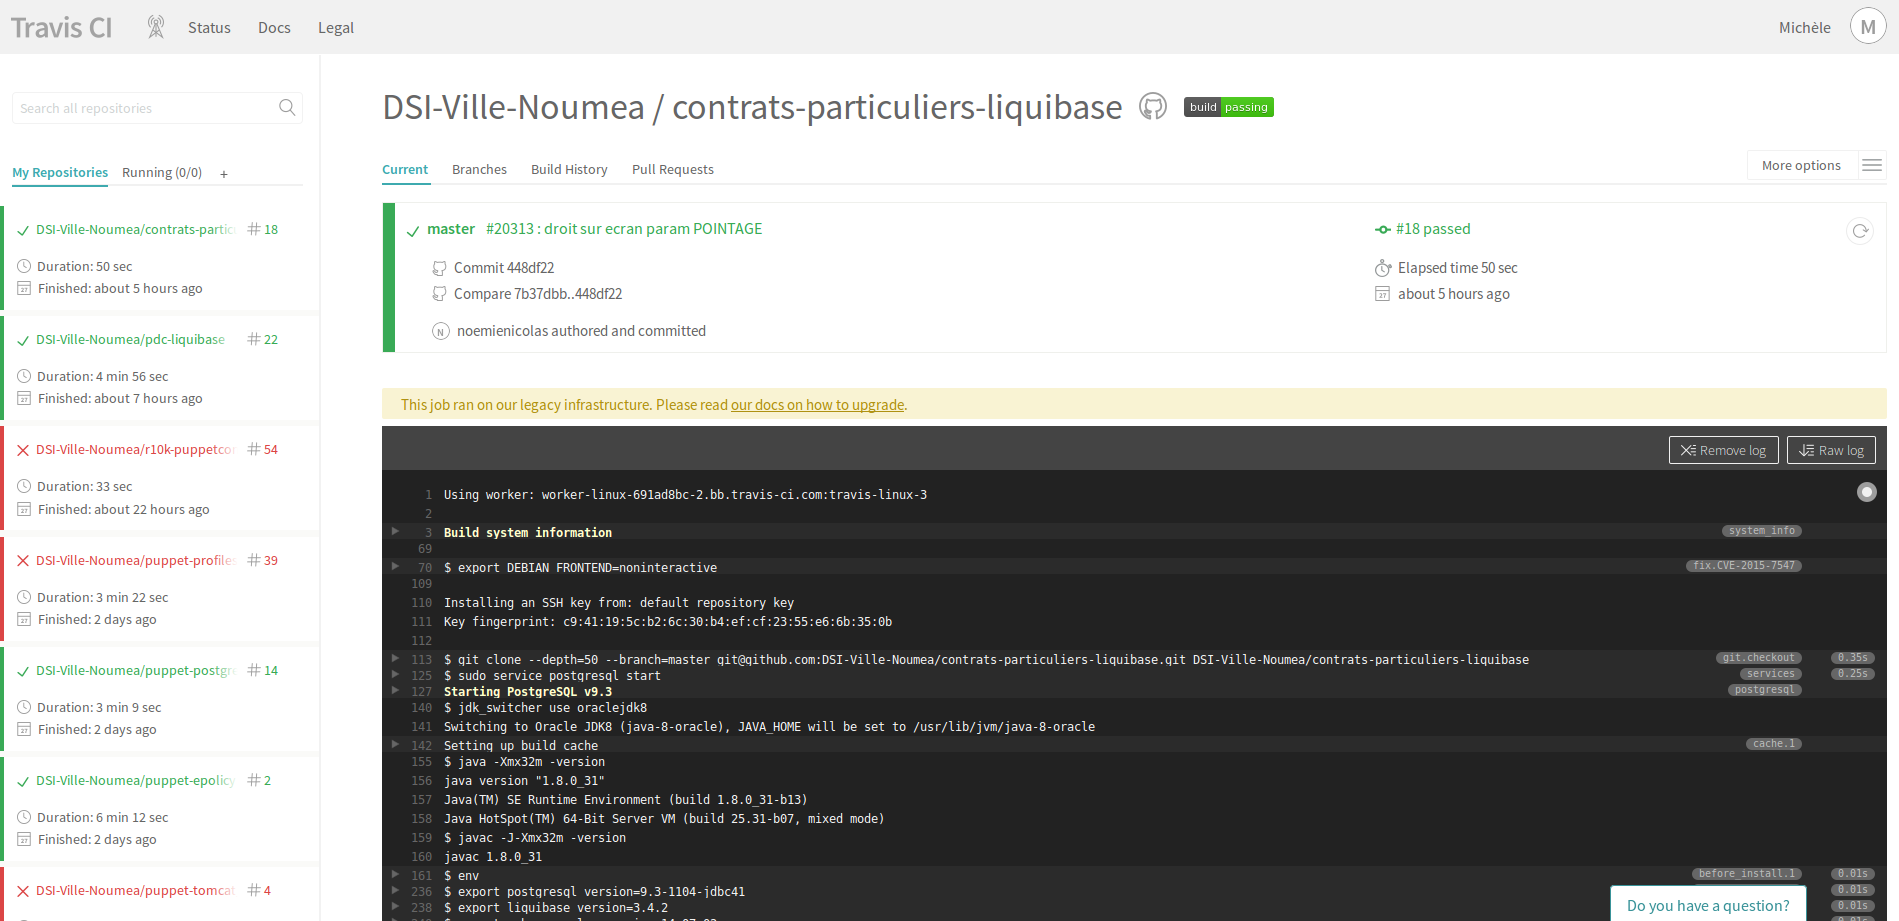 Travis CI Status Docs Legal Michèle M
Search all repositories
My Repositories Running (0/0) +
DSI-Ville-Noumea/contrats-partic # 18
Duration: 50 sec
Finished: about 5 hours ago
DSI-Ville-Noumea/pdc-liquibase # 22
Duration: 4 min 56 sec
Finished: about 7 hours ago
DSI-Ville-Noumea/r10k-puppetcor # 54
Duration: 33 sec
Finished: about 22 hours ago
DSI-Ville-Noumea/puppet-profiles # 39
Duration: 3 min 22 sec
Finished: 2 days ago
DSI-Ville-Noumea/puppet-postgre # 14
Duration: 3 min 9 sec
Finished: 2 days ago
DSI-Ville-Noumea/puppet-epolicy # 2
Duration: 6 min 12 sec
Finished: 2 days ago
DSI-Ville-Noumea/puppet-tomcat # 4
DSI-Ville-Noumea / contrats-particuliers-liquibase build passing
Current Branches Build History Pull Requests More options
master #20313 : droit sur ecran param POINTAGE #18 passed
Commit 448df22 Elapsed time 50 sec
Compare 7b37dbb..448df22 about 5 hours ago
N noemienicolas authored and committed
This job ran on our legacy infrastructure. Please read our docs on how to upgrade.
Remove log Raw log
1 Using worker: worker-linux-691ad8bc-2.bb.travis-ci.com:travis-linux-3
2
3 Build system information system_info
69
70 $ export DEBIAN_FRONTEND=noninteractive fix.CVE-2015-7547
109
110 Installing an SSH key from: default repository key
111 Key fingerprint: c9:41:19:5c:b2:6c:30:b4:ef:cf:23:55:e6:6b:35:0b
112
113 $ git clone --depth=50 --branch=master git@github.com:DSI-Ville-Noumea/contrats-particuliers-liquibase.git DSI-Ville-Noumea/contrats-particuliers-liquibase git.checkout 0.35s
125 $ sudo service postgresql start services 0.25s
127 Starting PostgreSQL v9.3 postgresql
140 $ jdk_switcher use oraclejdk8
141 Switching to Oracle JDK8 (java-8-oracle), JAVA_HOME will be set to /usr/lib/jvm/java-8-oracle
142 Setting up build cache cache.1
155 $ java -Xmx32m -version
156 java version "1.8.0_31"
157 Java(TM) SE Runtime Environment (build 1.8.0_31-b13)
158 Java HotSpot(TM) 64-Bit Server VM (build 25.31-b07, mixed mode)
159 $ javac -J-Xmx32m -version
160 javac 1.8.0_31
161 $ env before_install.1 0.01s
236 $ export postgresql_version=9.3-1104-jdbc41 0.01s
238 $ export liquibase_version=3.4.2 0.01s
Do you have a question?